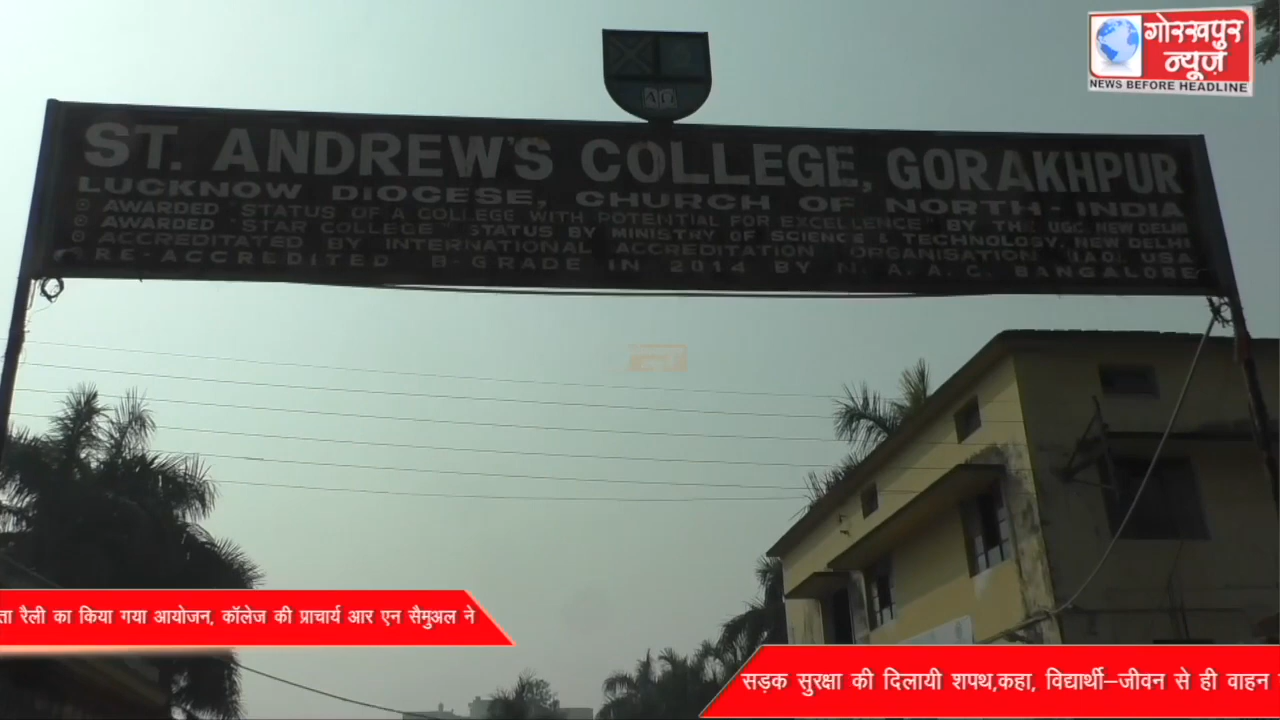 गोरखपुर
न्यूज़
NEWS BEFORE HEADLINE
ΑΩ
ST. ANDREW'S COLLEGE, GORAKHPUR
LUCKNOW DIOCESE, CHURCH OF NORTH-INDIA
AWARDED "STATUS OF A COLLEGE WITH POTENTIAL FOR EXCELLENCE" BY THE UGC NEW DELHI
AWARDED "STAR COLLEGE" STATUS BY MINISTRY OF SCIENCE & TECHNOLOGY, NEW DELHI
ACCREDITATED BY INTERNATIONAL ACCREDITATION ORGANISATION (IAO), USA
RE-ACCREDITED B-GRADE IN 2014 BY N.A.A.C. BANGALORE
ता रैली का किया गया आयोजन, कॉलेज की प्राचार्य आर एन सैमुअल ने
सड़क सुरक्षा की दिलायी शपथ,कहा, विद्यार्थी–जीवन से ही वाहन